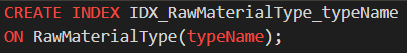 CREATE INDEX IDX_RawMaterialType_typeName
ON RawMaterialType(typeName);